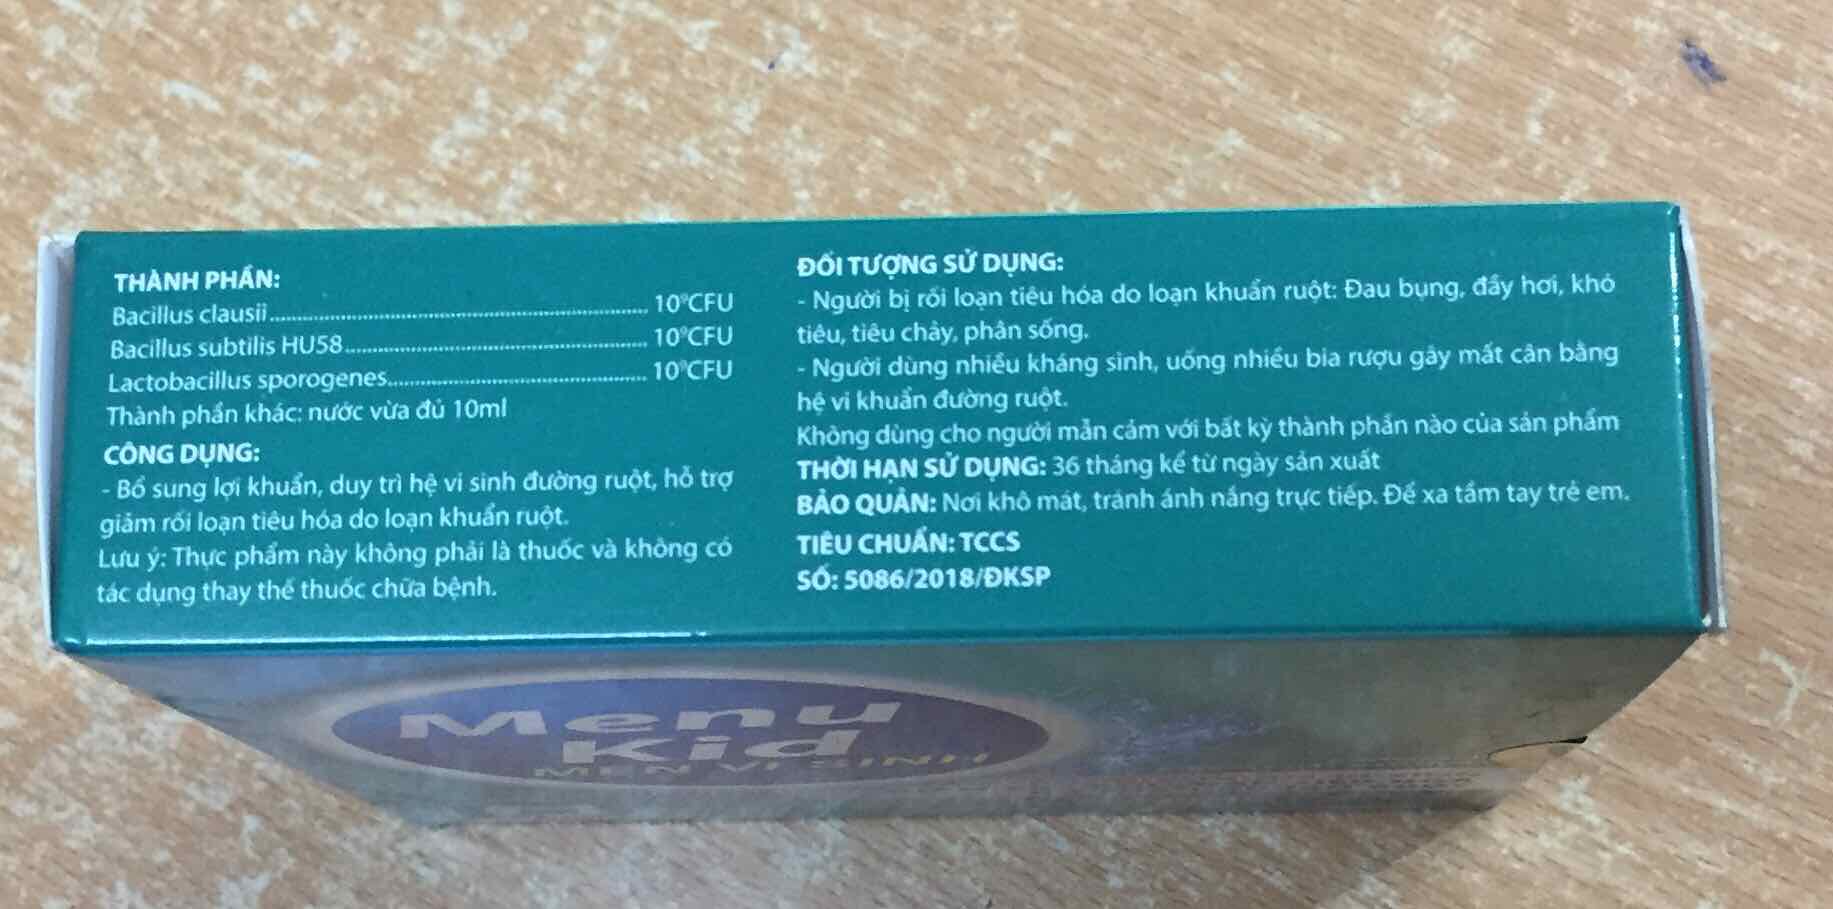 THÀNH PHẦN:
Bacillus clausii.......................................................... 10⁹CFU
Bacillus subtilis HU58.............................................. 10⁹CFU
Lactobacillus sporogenes........................................ 10⁹CFU
Thành phần khác: nước vừa đủ 10ml
CÔNG DỤNG:
- Bổ sung lợi khuẩn, duy trì hệ vi sinh đường ruột, hỗ trợ
giảm rối loạn tiêu hóa do loạn khuẩn ruột.
Lưu ý: Thực phẩm này không phải là thuốc và không có
tác dụng thay thế thuốc chữa bệnh.
ĐỐI TƯỢNG SỬ DỤNG:
- Người bị rối loạn tiêu hóa do loạn khuẩn ruột: Đau bụng, đầy hơi, khó
tiêu, tiêu chảy, phân sống.
- Người dùng nhiều kháng sinh, uống nhiều bia rượu gây mất cân bằng
hệ vi khuẩn đường ruột.
Không dùng cho người mẫn cảm với bất kỳ thành phần nào của sản phẩm
THỜI HẠN SỬ DỤNG: 36 tháng kể từ ngày sản xuất
BẢO QUẢN: Nơi khô mát, tránh ánh nắng trực tiếp. Để xa tầm tay trẻ em.
TIÊU CHUẨN: TCCS
SỐ: 5086/2018/ĐKSP
Menu
Kid
MEN VI SINH